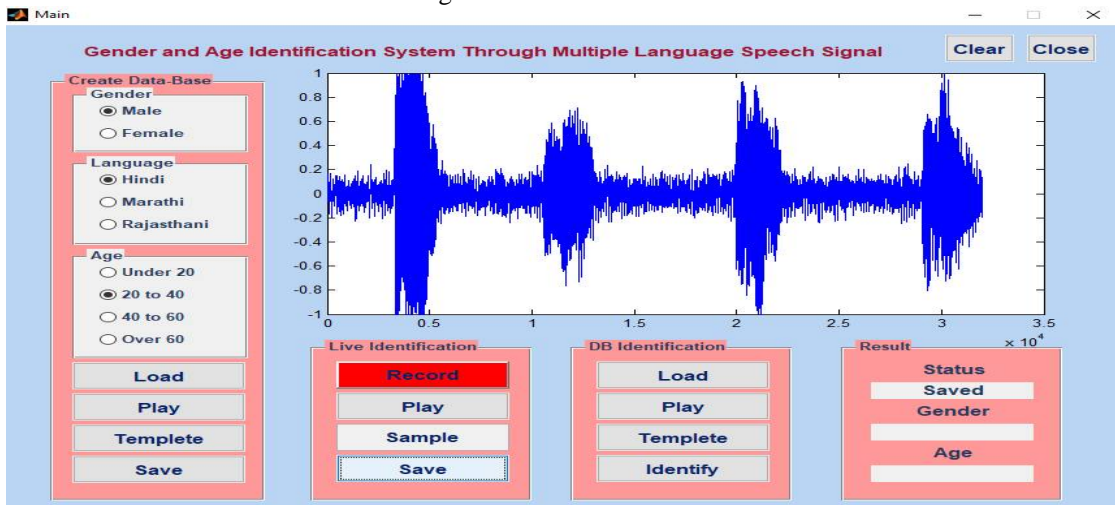 Main
Gender and Age Identification System Through Multiple Language Speech Signal
Clear Close
Create Data-Base
Gender
Male
Female
Language
Hindi
Marathi
Rajasthani
Age
Under 20
20 to 40
40 to 60
Over 60
Load
Play
Templete
Save
1
0.8
0.6
0.4
0.2
0
-0.2
-0.4
-0.6
-0.8
-1
0 0.5 1 1.5 2 2.5 3 3.5
x 10^4
Live Identification
Record
Play
Sample
Save
DB Identification
Load
Play
Templete
Identify
Result
Status
Saved
Gender
Age